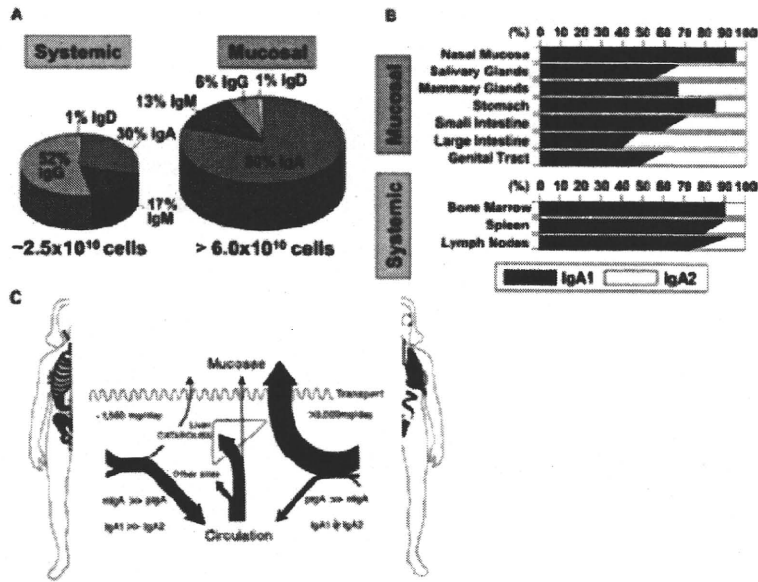 A
Systemic
Mucosal
1% IgD
30% IgA
52% IgG
17% IgM
~2.5x10¹⁰ cells
6% IgG
1% IgD
13% IgM
80% IgA
> 6.0x10¹⁰ cells
B
(%) 0 10 20 30 40 50 60 70 80 90 100
Mucosal
Nasal Mucosa
Salivary Glands
Mammary Glands
Stomach
Small Intestine
Large Intestine
Genital Tract
(%) 0 10 20 30 40 50 60 70 80 90 100
Systemic
Bone Marrow
Spleen
Lymph Nodes
IgA1
IgA2
C
Mucosae
Transport
Liver
Other sites
mIgA >> pIgA
pIgA >> mIgA
IgA1 >> IgA2
Circulation